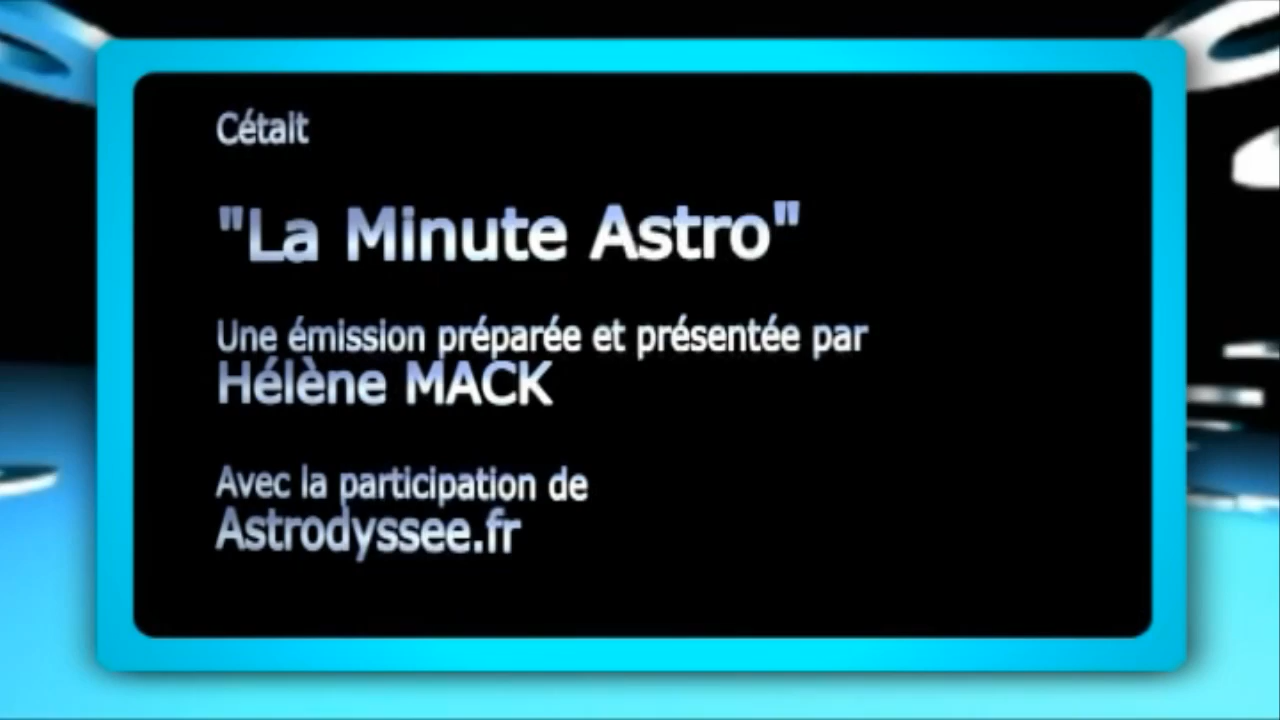 Cétait
"La Minute Astro"
Une émission préparée et présentée par
Hélène MACK
Avec la participation de
Astrodyssee.fr